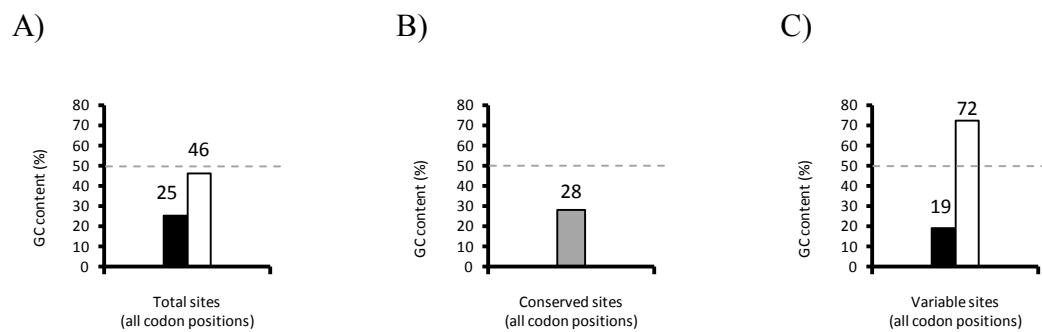 A)
B)
C)
GC content (%)
80
70
60
50
40
30
20
10
0
25
46
Total sites
(all codon positions)
GC content (%)
80
70
60
50
40
30
20
10
0
28
Conserved sites
(all codon positions)
GC content (%)
80
70
60
50
40
30
20
10
0
19
72
Variable sites
(all codon positions)